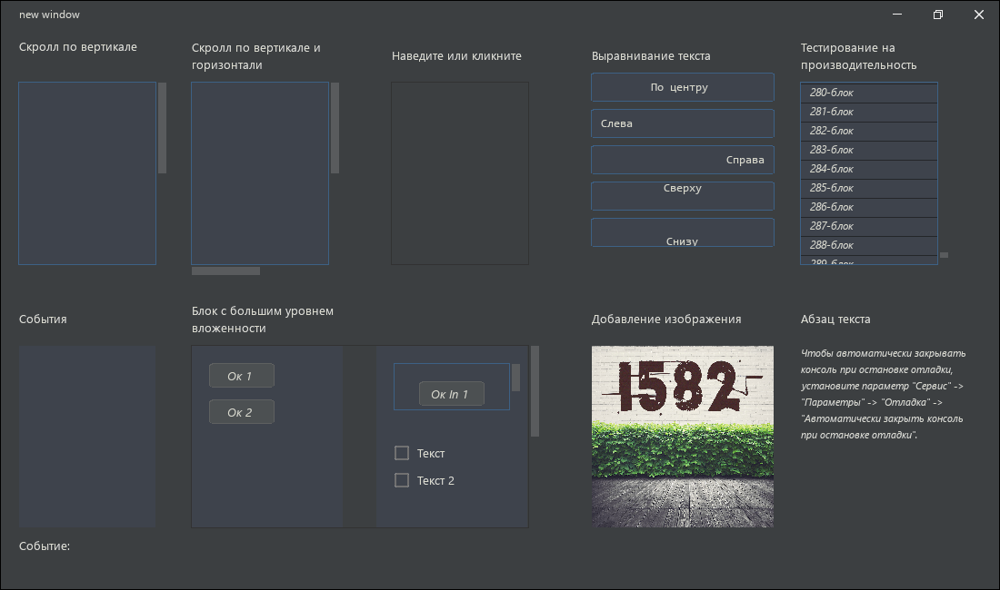 new window
Скролл по вертикале
Скролл по вертикале и
горизонтали
Наведите или кликните
Выравнивание текста
По центру
Слева
Справа
Сверху
Снизу
Тестирование на
производительность
280-блок
281-блок
282-блок
283-блок
284-блок
285-блок
286-блок
287-блок
288-блок
289-блок
События
Событие:
Блок с большим уровнем
вложенности
Ок 1
Ок 2
Ок In 1
Текст
Текст 2
Добавление изображения
1582
Абзац текста
Чтобы автоматически закрывать
консоль при остановке отладки,
установите параметр "Сервис" ->
"Параметры" -> "Отладка" ->
"Автоматически закрыть консоль
при остановке отладки".